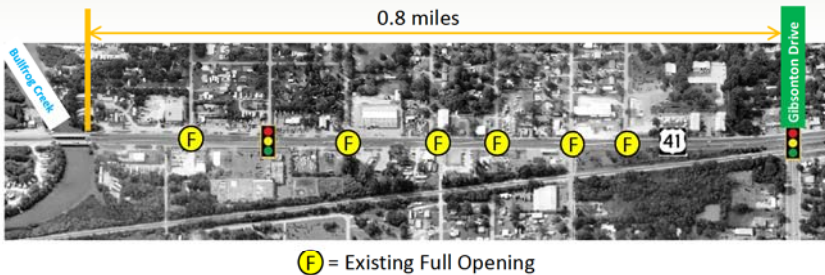 0.8 miles
Bullfrog Creek
Gibsonton Drive
F
F
F
F
F
F
41
F = Existing Full Opening